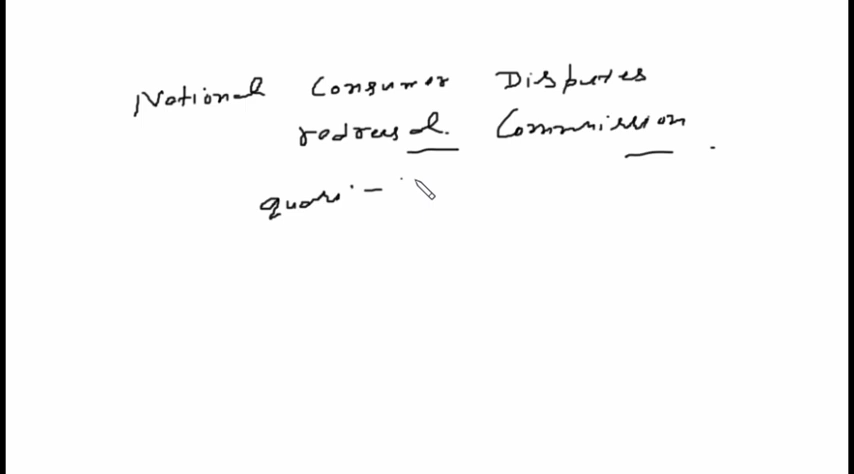 National Consumer Disputes
redressal Commission.
quasi-